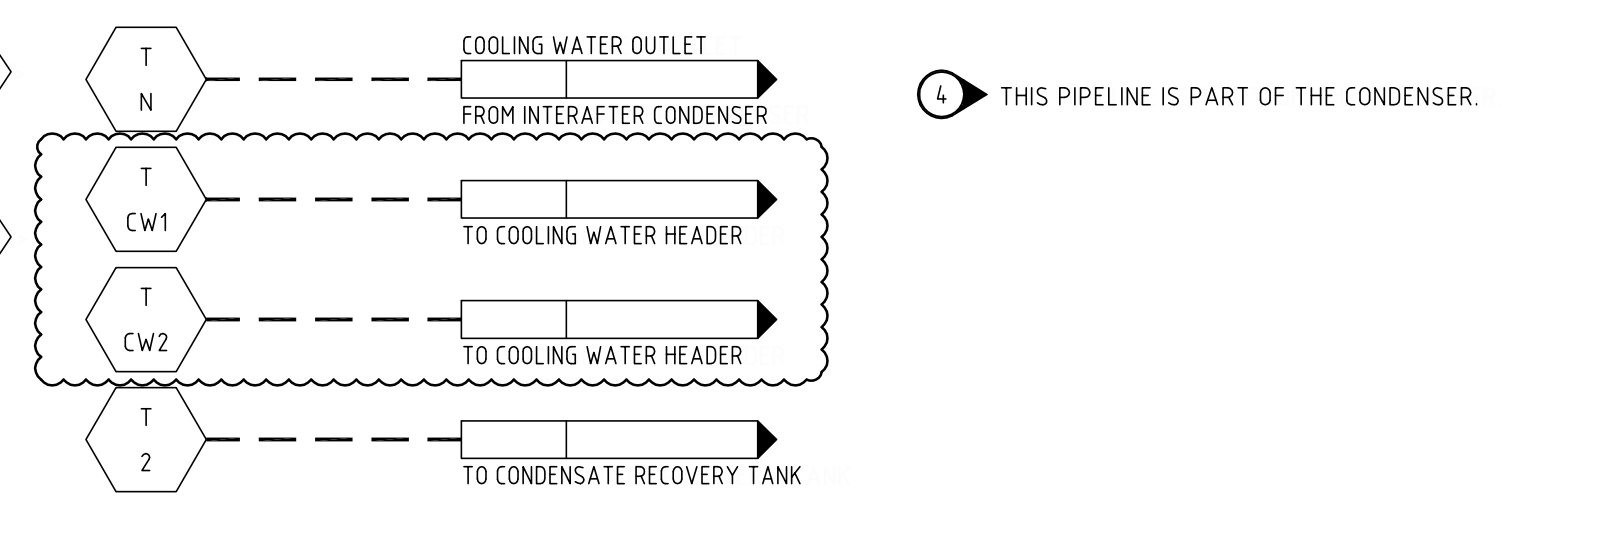 T
N
COOLING WATER OUTLET
FROM INTERAFTER CONDENSER
T
CW1
TO COOLING WATER HEADER
T
CW2
TO COOLING WATER HEADER
T
2
TO CONDENSATE RECOVERY TANK
4 THIS PIPELINE IS PART OF THE CONDENSER.